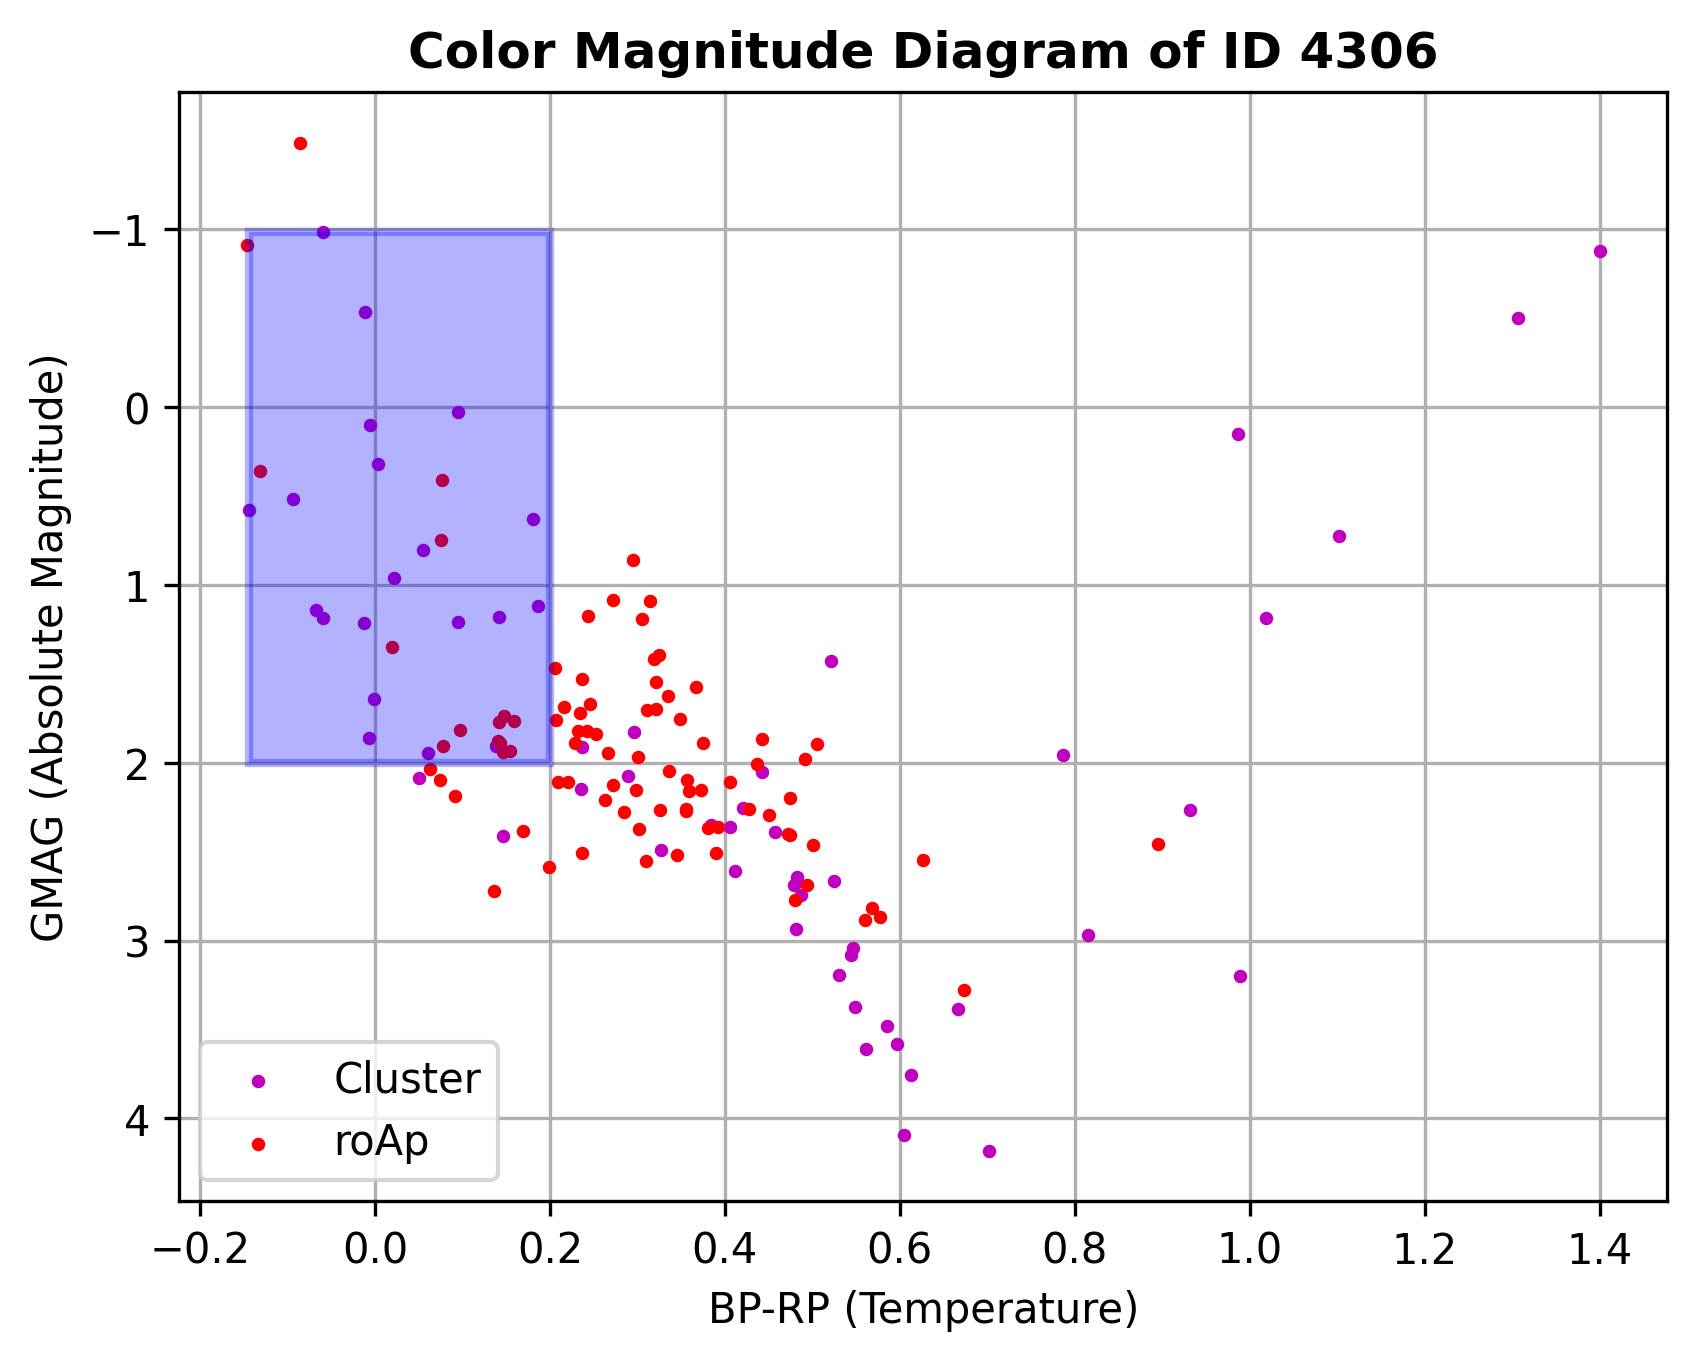 Color Magnitude Diagram of ID 4306
−1
0
1
2
3
4
GMAG (Absolute Magnitude)
Cluster
roAp
−0.2 0.0 0.2 0.4 0.6 0.8 1.0 1.2 1.4
BP-RP (Temperature)